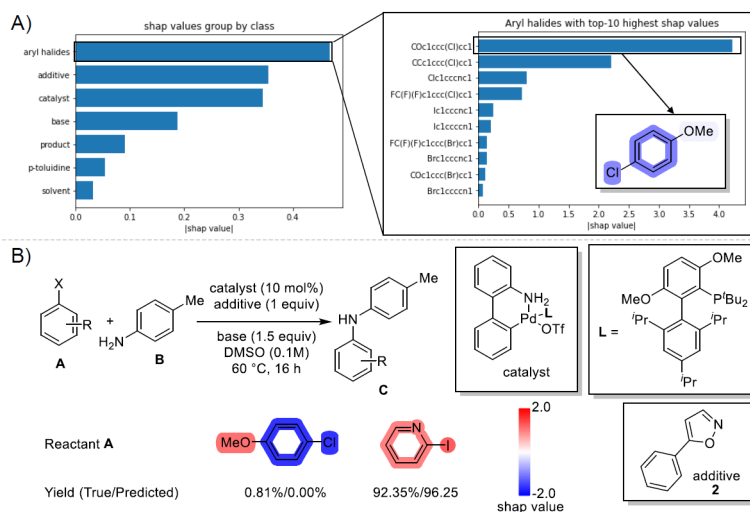 A)
shap values group by class
aryl halides
additive
catalyst
base
product
p-toluidine
solvent
0.0 0.1 0.2 0.3 0.4
|shap value|
Aryl halides with top-10 highest shap values
COc1ccc(Cl)cc1
CCc1ccc(Cl)cc1
Clc1cccnc1
FC(F)(F)c1ccc(Cl)cc1
Ic1cccnc1
Ic1ccccn1
FC(F)(F)c1ccc(Br)cc1
Brc1cccnc1
COc1ccc(Br)cc1
Brc1ccccn1
0.0 0.5 1.0 1.5 2.0 2.5 3.0 3.5 4.0
|shap value|
OMe
Cl
B)
X
R
A
+
H2N
Me
B
catalyst (10 mol%)
additive (1 equiv)
base (1.5 equiv)
DMSO (0.1M)
60 °C, 16 h
Me
HN
R
C
NH2
L
Pd
OTf
catalyst
L =
OMe
MeO
PtBu2
iPr
iPr
iPr
Reactant A
MeO
Cl
N
I
Yield (True/Predicted)
0.81%/0.00%
92.35%/96.25
2.0
-2.0
shap value
N
O
additive
2